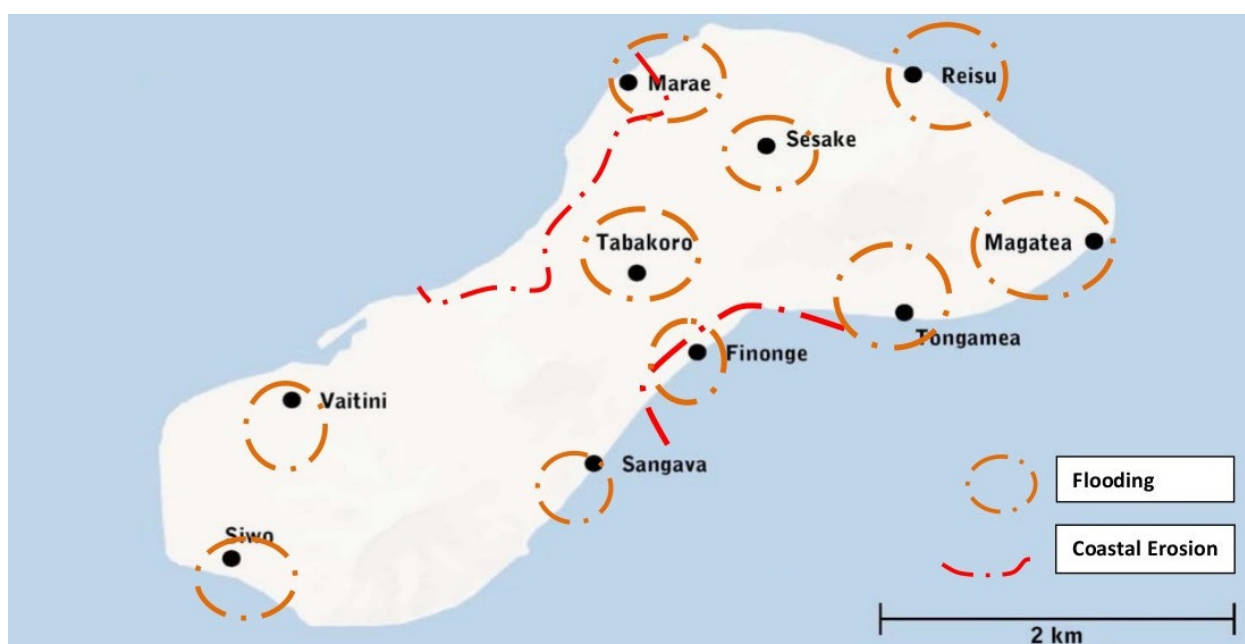 Marae
Reisu
Sesake
Tabakoro
Magatea
Tongamea
Finonge
Vaitini
Sangava
Siwo
Flooding
Coastal Erosion
2 km